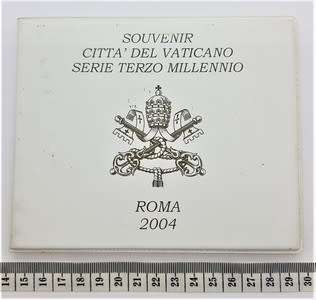 SOUVENIR
CITTA' DEL VATICANO
SERIE TERZO MILLENNIO
ROMA
2004
14 15 16 17 18 19 20 21 22 23 24 25 26 27 28 29 30